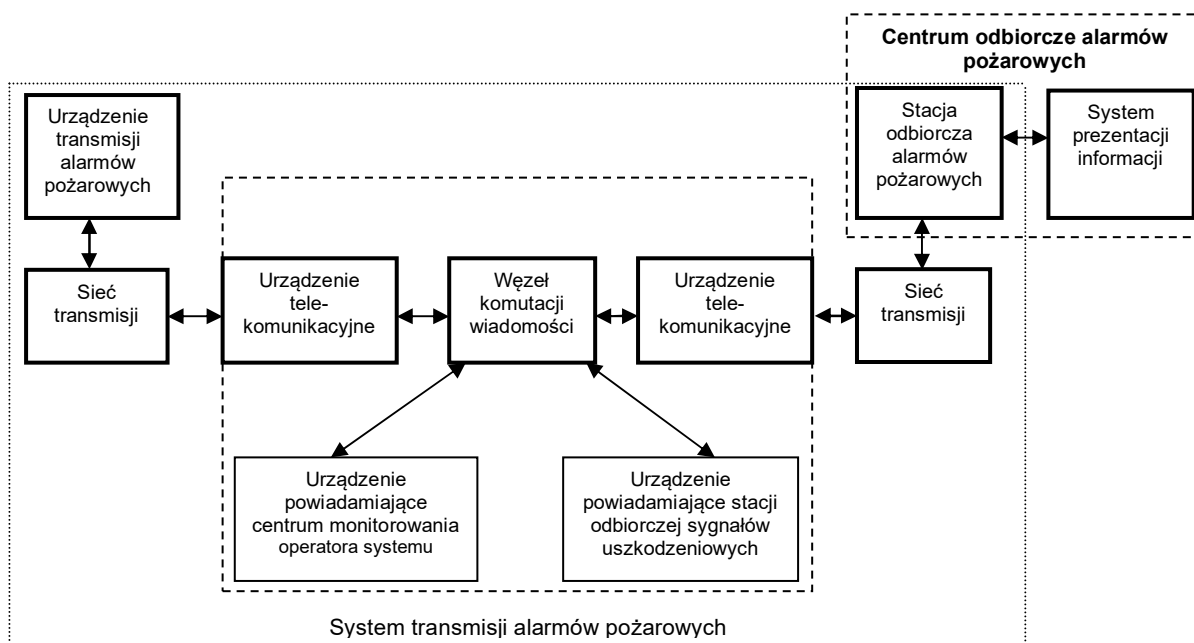 Centrum odbiorcze alarmów
pożarowych
Urządzenie
transmisji
alarmów
pożarowych
Stacja
odbiorcza
alarmów
pożarowych
System
prezentacji
informacji
Sieć
transmisji
Urządzenie
tele-
komunikacyjne
Węzeł
komutacji
wiadomości
Urządzenie
tele-
komunikacyjne
Sieć
transmisji
Urządzenie
powiadamiające
centrum monitorowania
operatora systemu
Urządzenie
powiadamiające stacji
odbiorczej sygnałów
uszkodzeniowych
System transmisji alarmów pożarowych